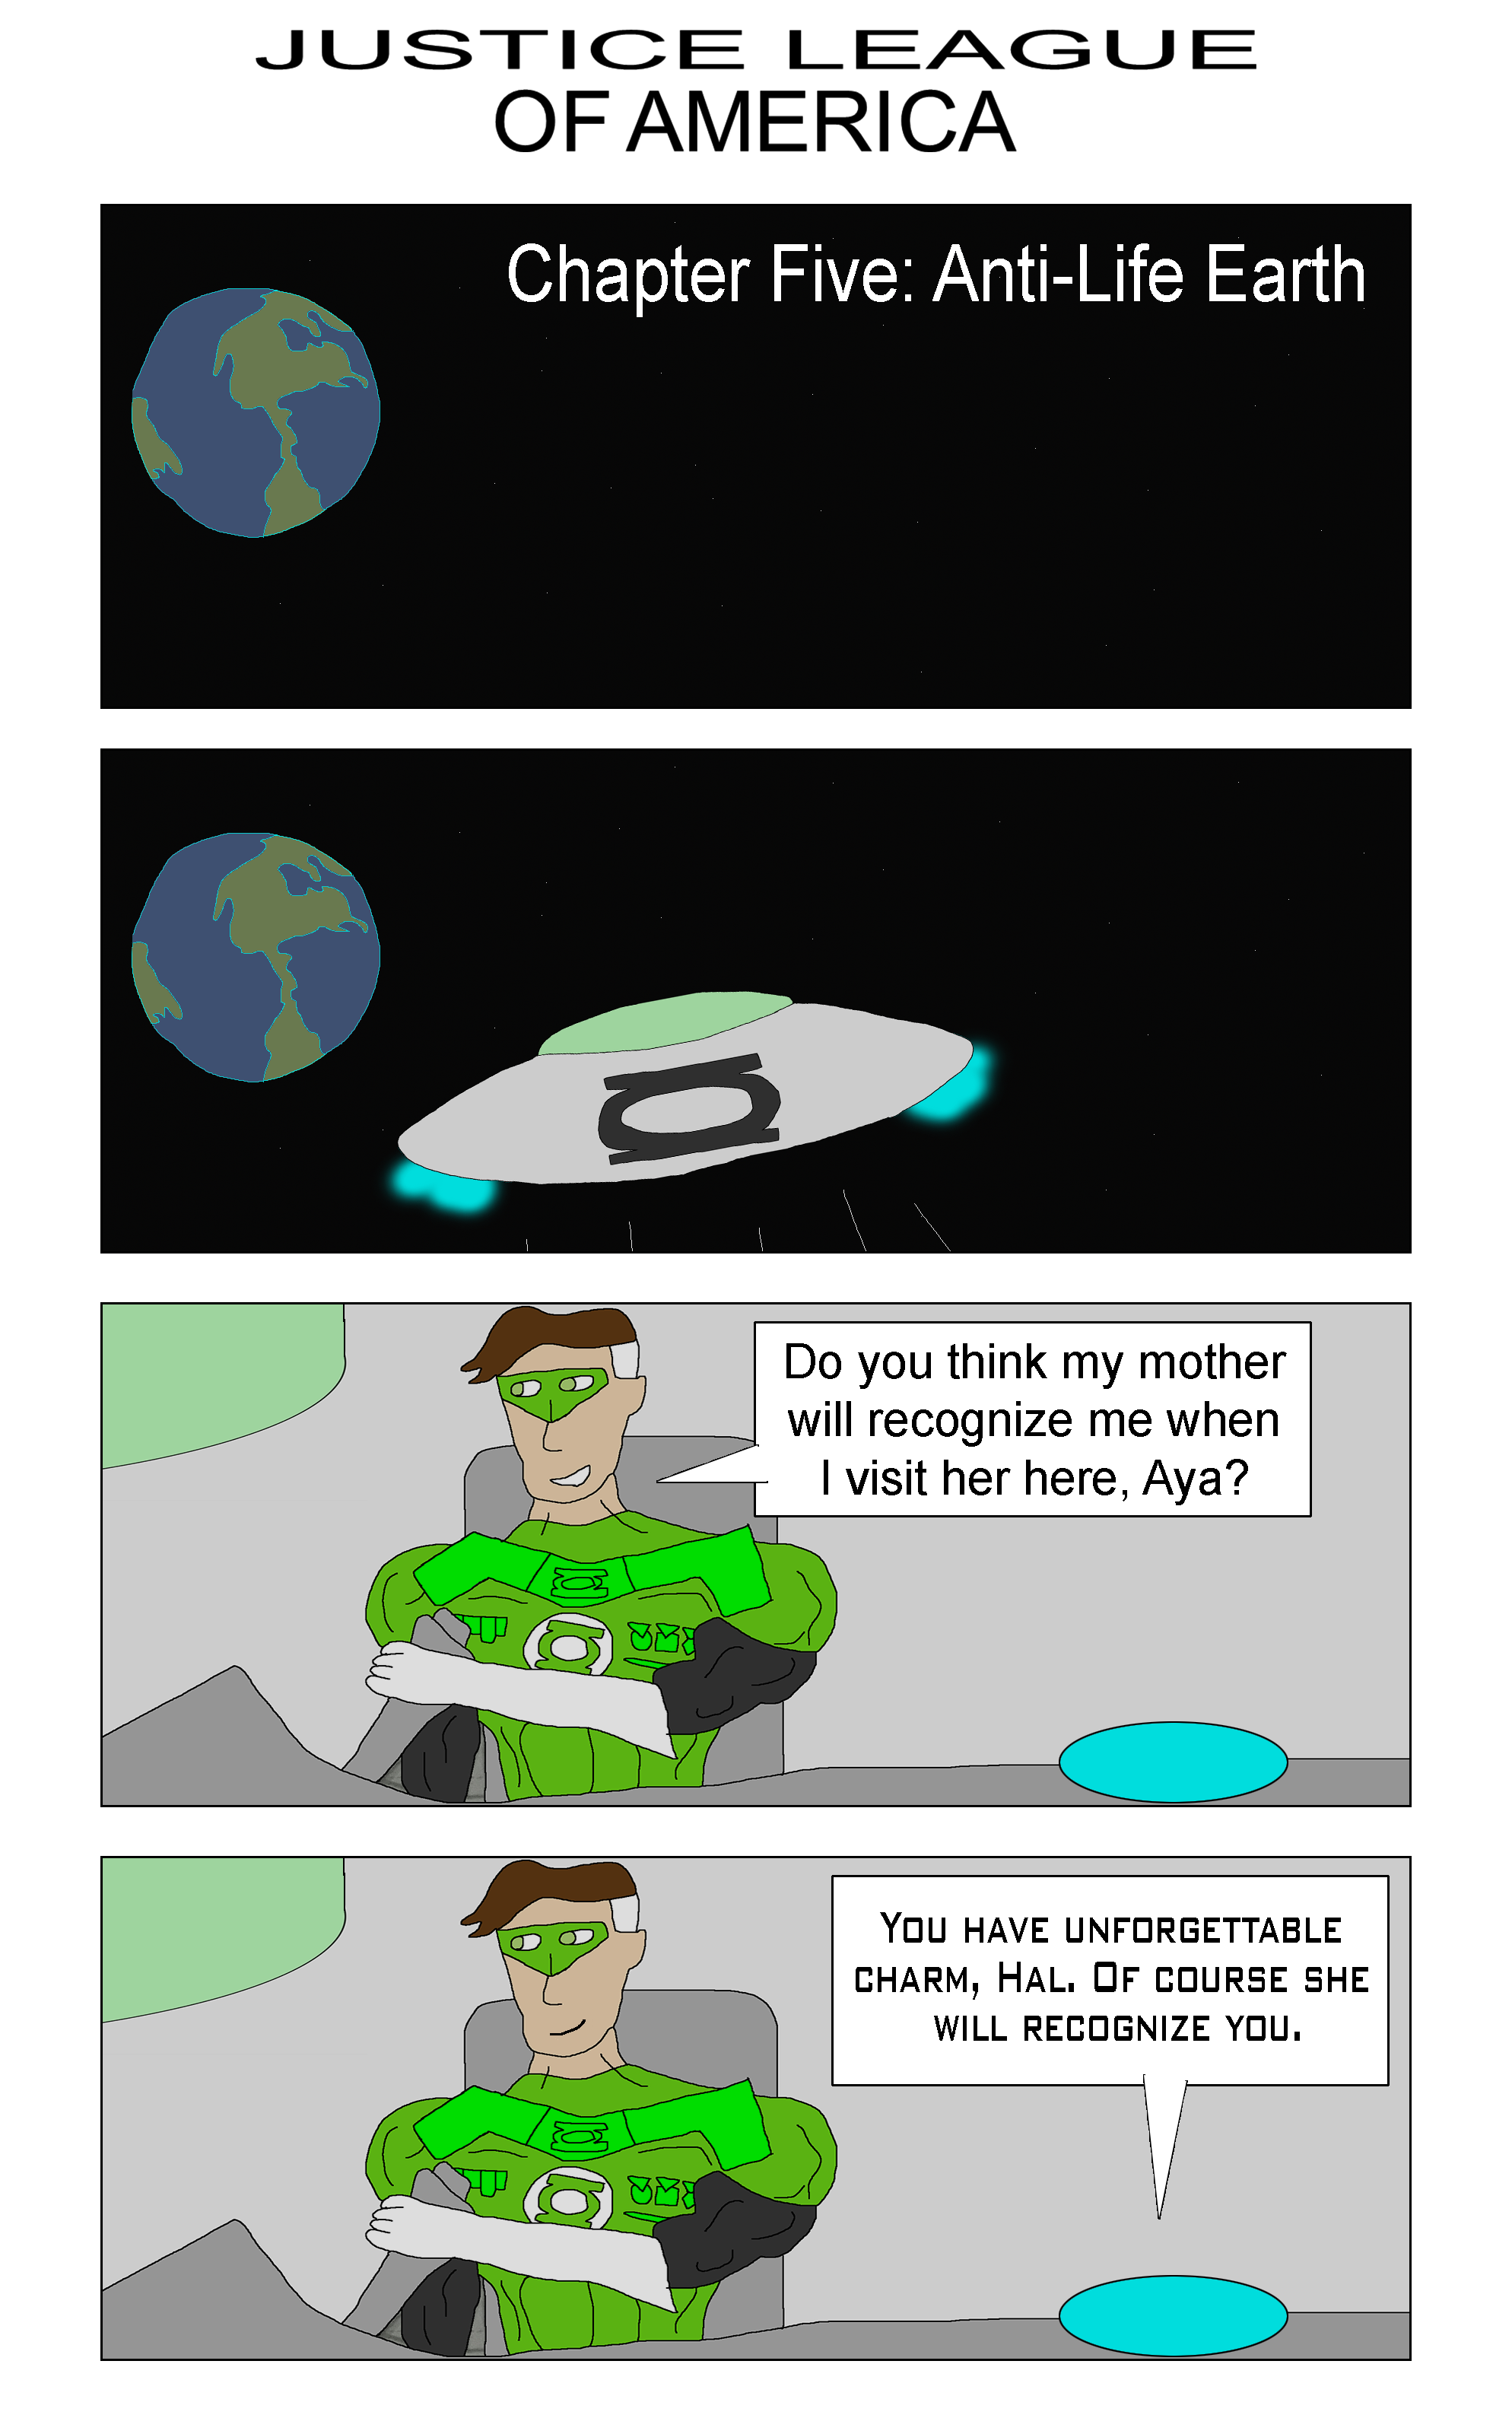 JUSTICE LEAGUE
OF AMERICA
Chapter Five: Anti-Life Earth
Do you think my mother
will recognize me when
I visit her here, Aya?
You have unforgettable
charm, Hal. Of course she
will recognize you.